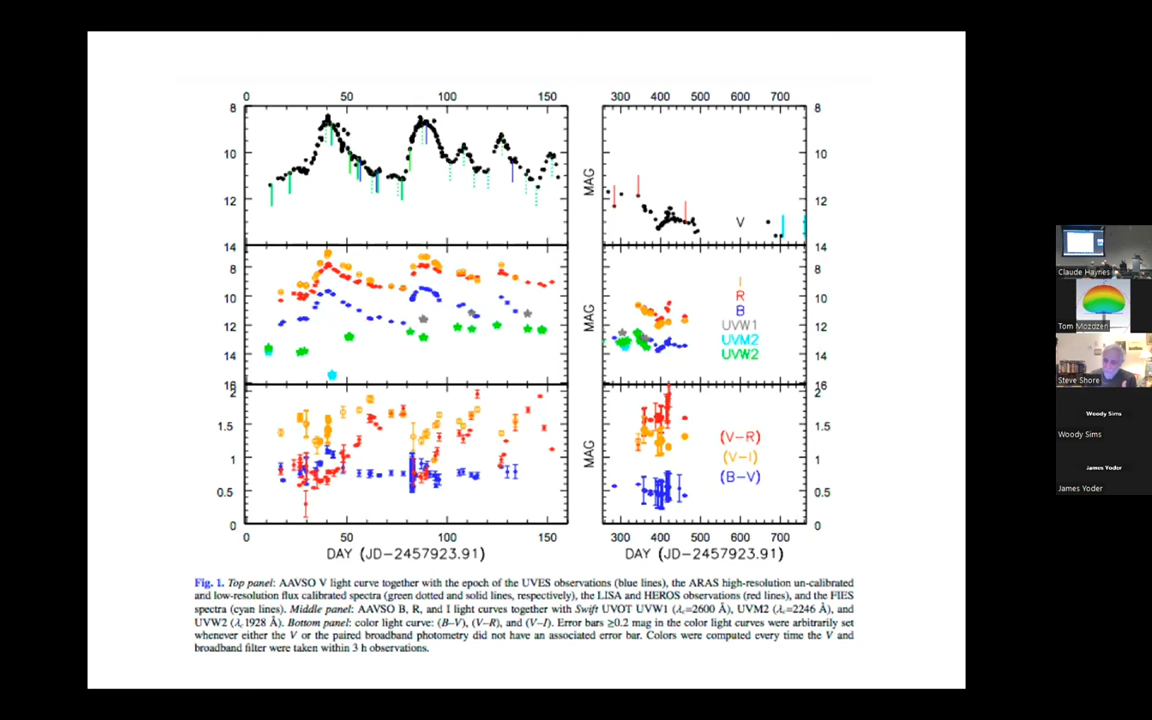 0 50 100 150
300 400 500 600 700
8
10
12
14
MAG
V
8
10
12
14
8
10
12
14
16
MAG
I
R
B
UVW1
UVM2
UVW2
8
10
12
14
16
2
1.5
1
0.5
0
MAG
(V-R)
(V-I)
(B-V)
2
1.5
1
0.5
0
0 50 100 150
300 400 500 600 700
DAY (JD-2457923.91)
DAY (JD-2457923.91)
Fig. 1. Top panel: AAVSO V light curve together with the epoch of the UVES observations (blue lines), the ARAS high-resolution un-calibrated
and low-resolution flux calibrated spectra (green dotted and solid lines, respectively), the LISA and HEROS observations (red lines), and the FIES
spectra (cyan lines). Middle panel: AAVSO B, R, and I light curves together with Swift UVOT UVW1 (λc=2600 Å), UVM2 (λc=2246 Å), and
UVW2 (λc 1928 Å). Bottom panel: color light curve: (B–V), (V–R), and (V–I). Error bars ≥0.2 mag in the color light curves were arbitrarily set
whenever either the V or the paired broadband photometry did not have an associated error bar. Colors were computed every time the V and
broadband filter were taken within 3 h observations.
Claude Haynes
Tom Mozdzen
Steve Shore
Woody Sims
Woody Sims
James Yoder
James Yoder